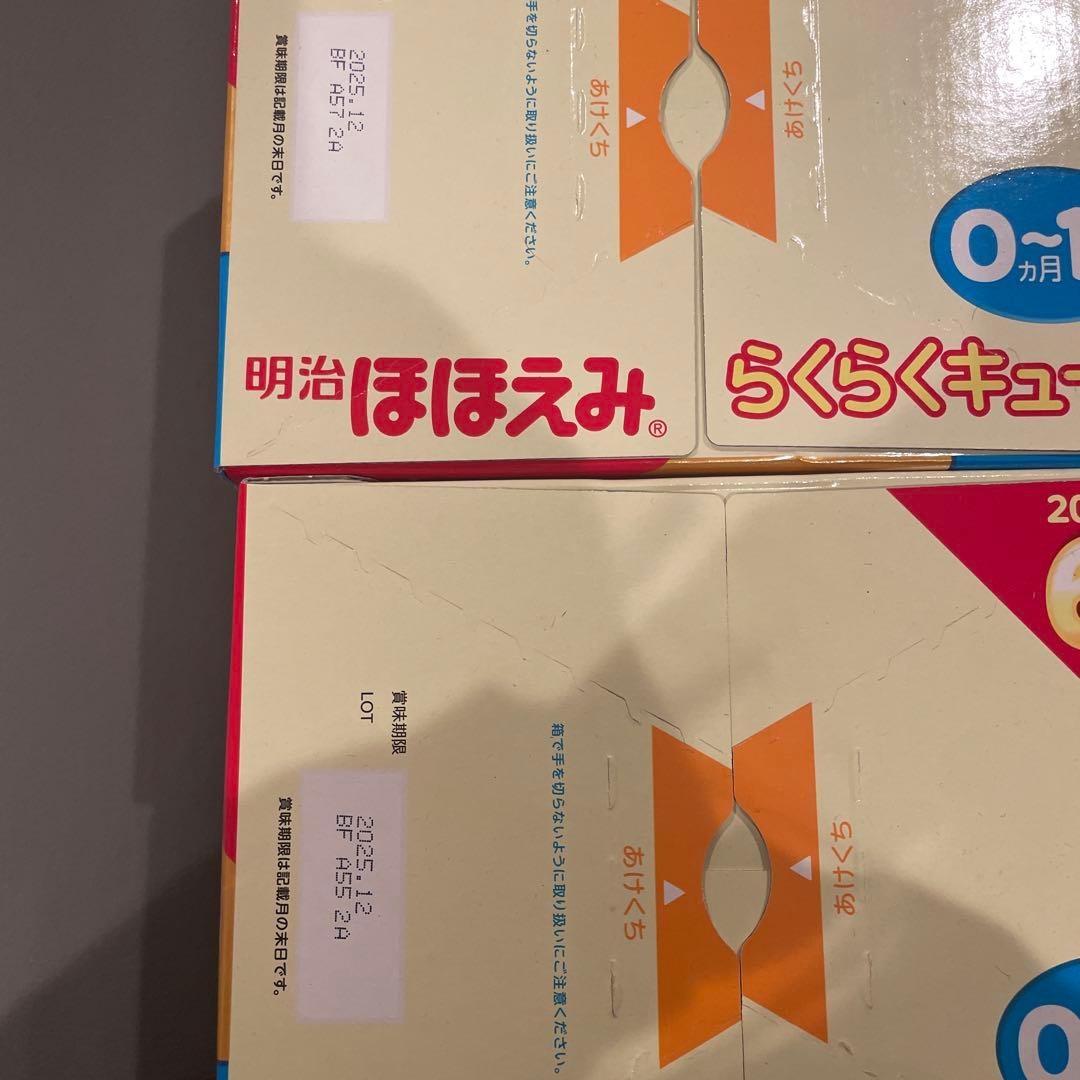 2025.12
BF A57 2A
賞味期限は記載月の末日です。
手を切らないように取り扱いにご注意ください。
あけくち
あけくち
0
カ月
明治ほほえみ®
らくらくキュー
20
賞味期限
LOT
2025.12
BF A55 2A
賞味期限は記載月の末日です。
箱で手を切らないように取り扱いにご注意ください。
あけくち
あけくち
0